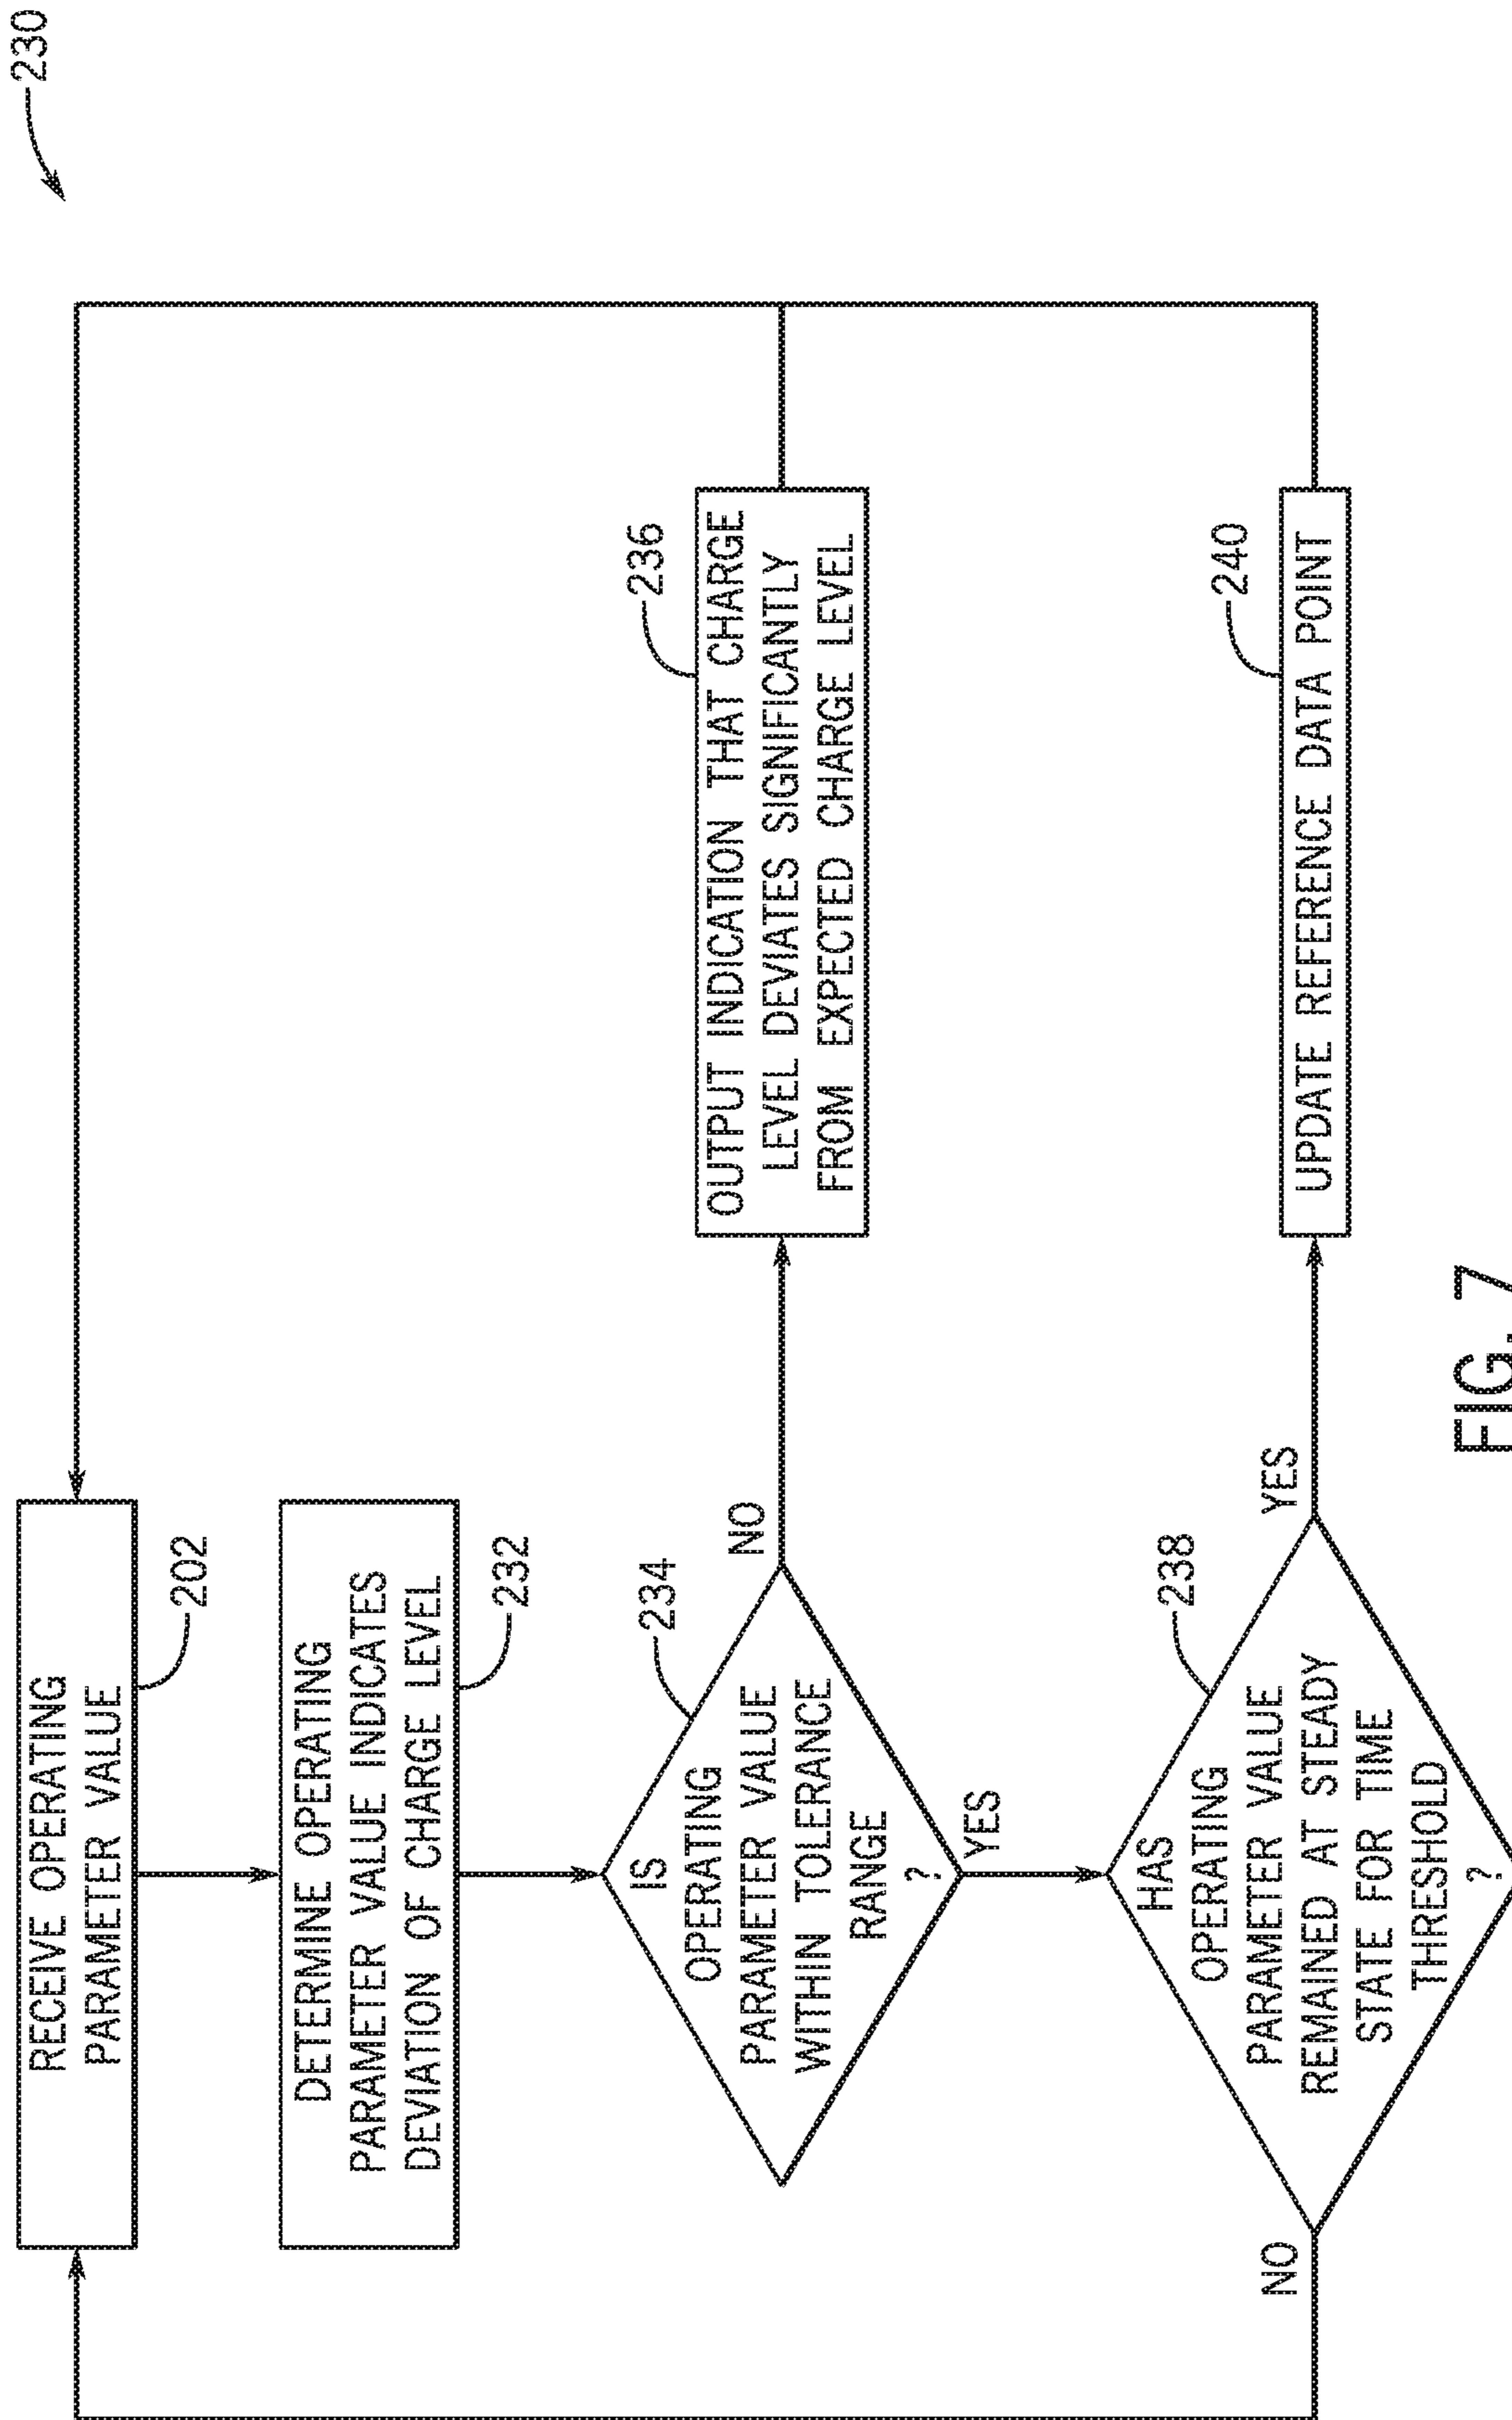 230
RECEIVE OPERATING
PARAMETER VALUE
202
DETERMINE OPERATING
PARAMETER VALUE INDICATES
DEVIATION OF CHARGE LEVEL
232
IS
OPERATING
PARAMETER VALUE
WITHIN TOLERANCE
RANGE
?
234
NO
OUTPUT INDICATION THAT CHARGE
LEVEL DEVIATES SIGNIFICANTLY
FROM EXPECTED CHARGE LEVEL
236
YES
HAS
OPERATING
PARAMETER VALUE
REMAINED AT STEADY
STATE FOR TIME
THRESHOLD
?
238
NO
YES
UPDATE REFERENCE DATA POINT
240
FIG. 7